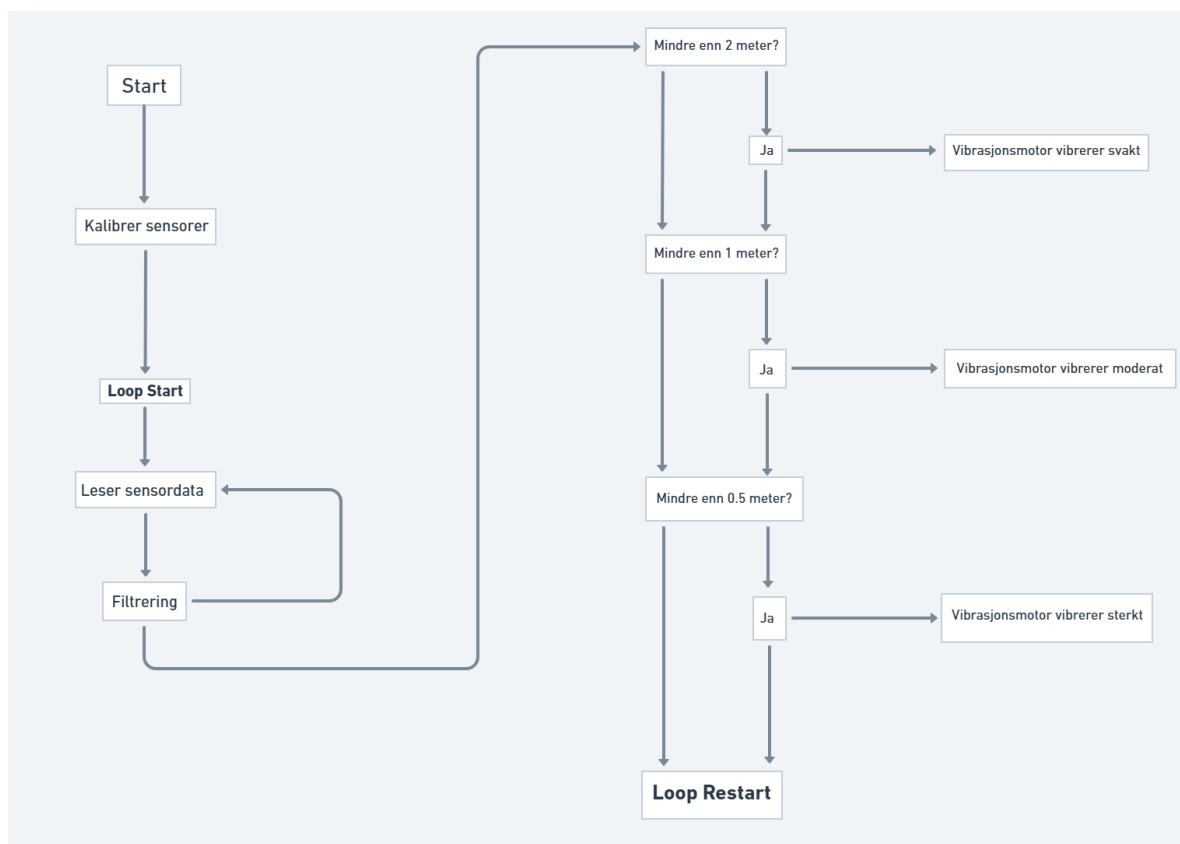 Start
Kalibrer sensorer
Loop Start
Leser sensordata
Filtrering
Mindre enn 2 meter?
Ja
Vibrasjonsmotor vibrerer svakt
Mindre enn 1 meter?
Ja
Vibrasjonsmotor vibrerer moderat
Mindre enn 0.5 meter?
Ja
Vibrasjonsmotor vibrerer sterkt
Loop Restart